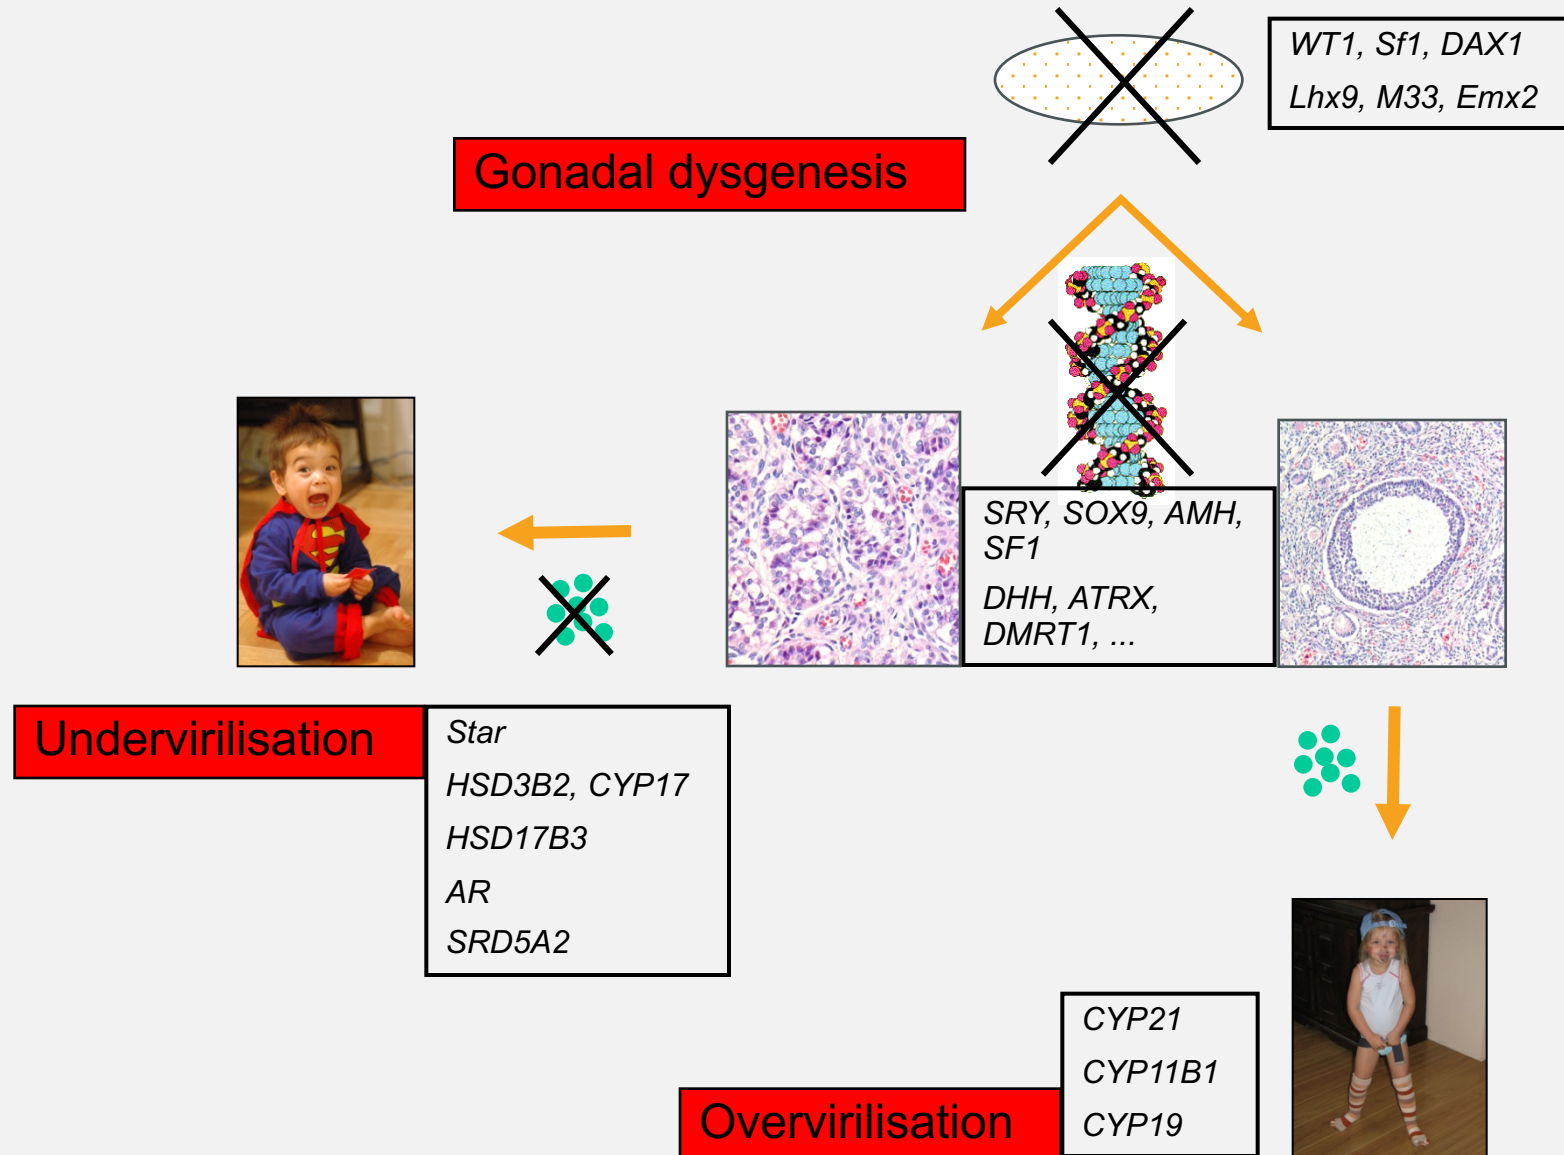 WT1, Sf1, DAX1
Lhx9, M33, Emx2
Gonadal dysgenesis
SRY, SOX9, AMH,
SF1
DHH, ATRX,
DMRT1, ...
Undervirilisation
Star
HSD3B2, CYP17
HSD17B3
AR
SRD5A2
CYP21
CYP11B1
CYP19
Overvirilisation